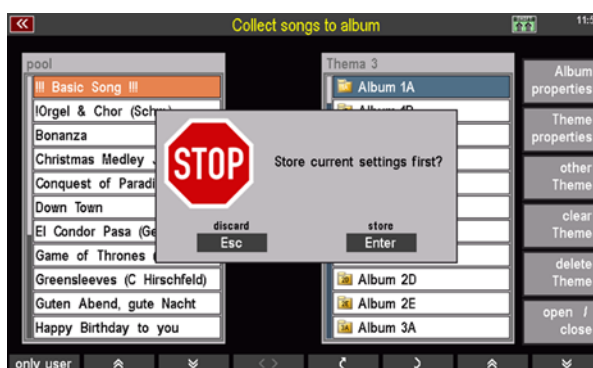 Collect songs to album
pool
!!! Basic Song !!!
!Orgel & Chor
Bonanza
Christmas Medley
Conquest of Paradi
Down Town
El Condor Pasa (Ge
Game of Thrones
Greensleeves (C Hirschfeld)
Guten Abend, gute Nacht
Happy Birthday to you
Thema 3
Album 1A
Album 2D
Album 2E
Album 3A
STOP
Store current settings first?
discard
Esc
store
Enter
Album
properties
Theme
properties
other
Theme
clear
Theme
delete
Theme
open /
close
only user